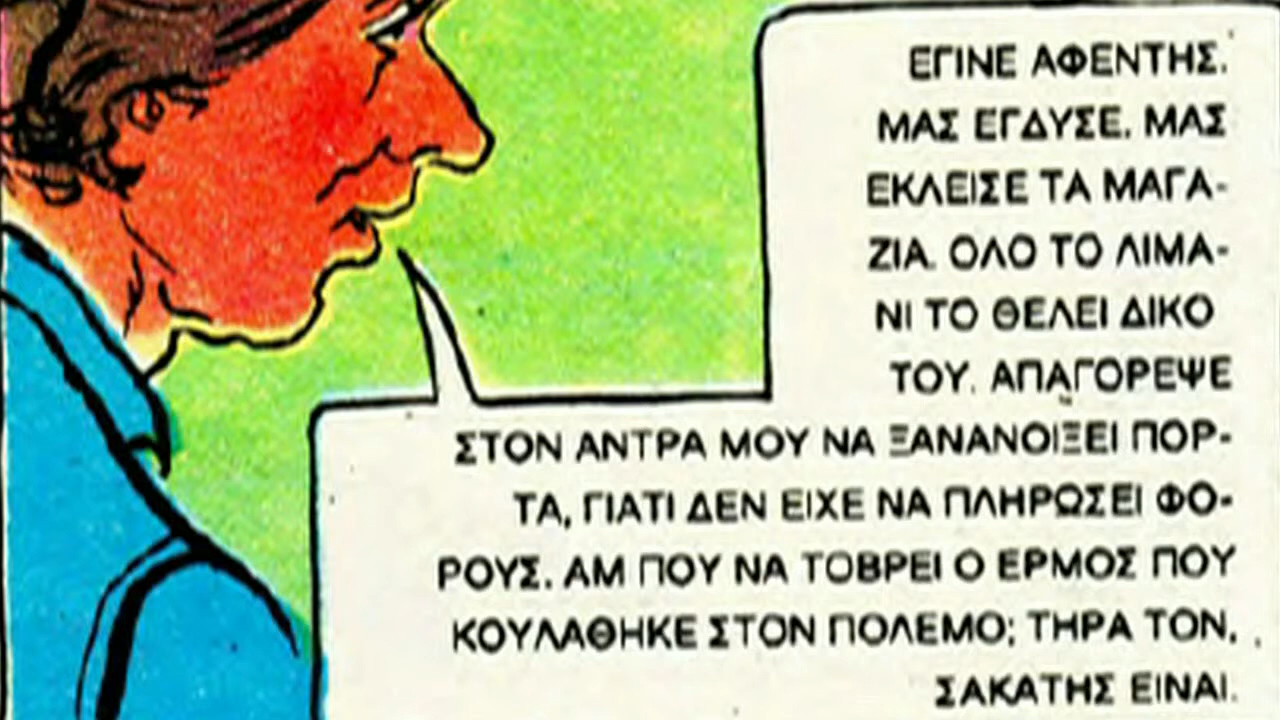 ΕΓΙΝΕ ΑΦΕΝΤΗΣ.
ΜΑΣ ΕΓΔΥΣΕ. ΜΑΣ
ΕΚΛΕΙΣΕ ΤΑ ΜΑΓΑ-
ΖΙΑ. ΟΛΟ ΤΟ ΛΙΜΑ-
ΝΙ ΤΟ ΘΕΛΕΙ ΔΙΚΟ
ΤΟΥ. ΑΠΑΓΟΡΕΨΕ
ΣΤΟΝ ΑΝΤΡΑ ΜΟΥ ΝΑ ΞΑΝΑΝΟΙΞΕΙ ΠΟΡ-
ΤΑ, ΓΙΑΤΙ ΔΕΝ ΕΙΧΕ ΝΑ ΠΛΗΡΩΣΕΙ ΦΟ-
ΡΟΥΣ. ΑΜ ΠΟΥ ΝΑ ΤΟΒΡΕΙ Ο ΕΡΜΟΣ ΠΟΥ
ΚΟΥΛΑΘΗΚΕ ΣΤΟΝ ΠΟΛΕΜΟ; ΤΗΡΑ ΤΟΝ,
ΣΑΚΑΤΗΣ ΕΙΝΑΙ.